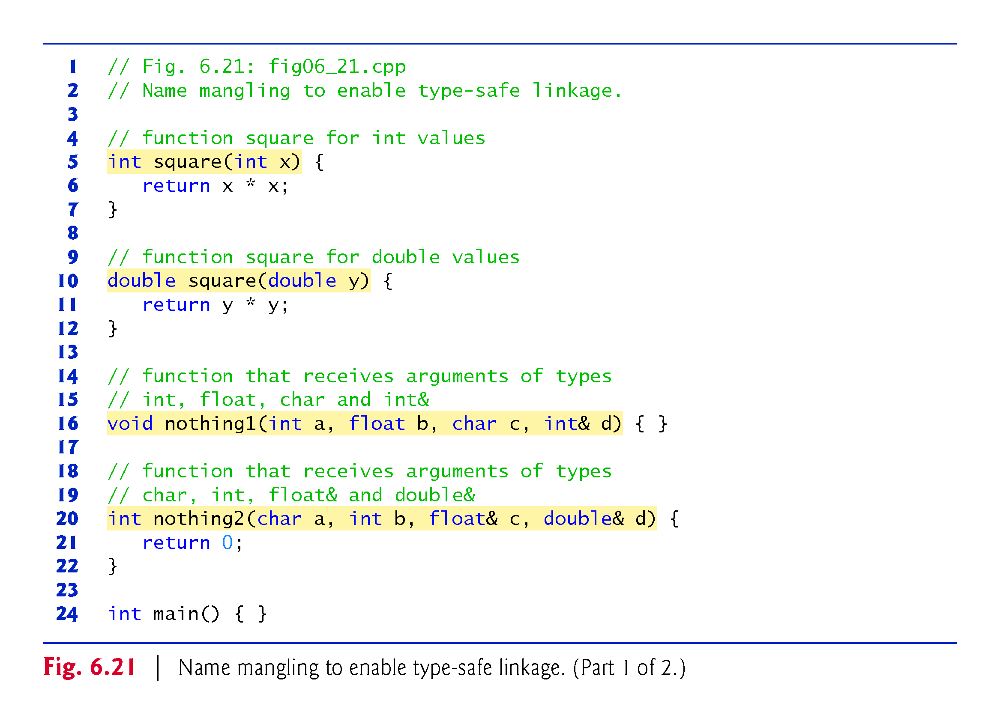 1 // Fig. 6.21: fig06_21.cpp
2 // Name mangling to enable type-safe linkage.
3
4 // function square for int values
5 int square(int x) {
6    return x * x;
7 }
8
9 // function square for double values
10 double square(double y) {
11    return y * y;
12 }
13
14 // function that receives arguments of types
15 // int, float, char and int&
16 void nothing1(int a, float b, char c, int& d) { }
17
18 // function that receives arguments of types
19 // char, int, float& and double&
20 int nothing2(char a, int b, float& c, double& d) {
21    return 0;
22 }
23
24 int main() { }
Fig. 6.21 | Name mangling to enable type-safe linkage. (Part 1 of 2.)